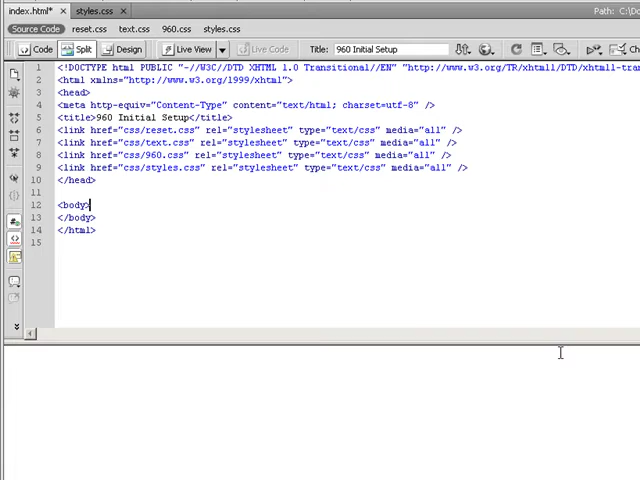 index.html* × styles.css × Path: C:\Do
Source Code reset.css text.css 960.css styles.css
Code Split Design Live View Live Code Title: 960 Initial Setup
1 <!DOCTYPE html PUBLIC "-//W3C//DTD XHTML 1.0 Transitional//EN" "http://www.w3.org/TR/xhtml1/DTD/xhtml1-tra
2 <html xmlns="http://www.w3.org/1999/xhtml">
3 <head>
4 <meta http-equiv="Content-Type" content="text/html; charset=utf-8" />
5 <title>960 Initial Setup</title>
6 <link href="css/reset.css" rel="stylesheet" type="text/css" media="all" />
7 <link href="css/text.css" rel="stylesheet" type="text/css" media="all" />
8 <link href="css/960.css" rel="stylesheet" type="text/css" media="all" />
9 <link href="css/styles.css" rel="stylesheet" type="text/css" media="all" />
10 </head>
11
12 <body>
13 </body>
14 </html>
15
Check